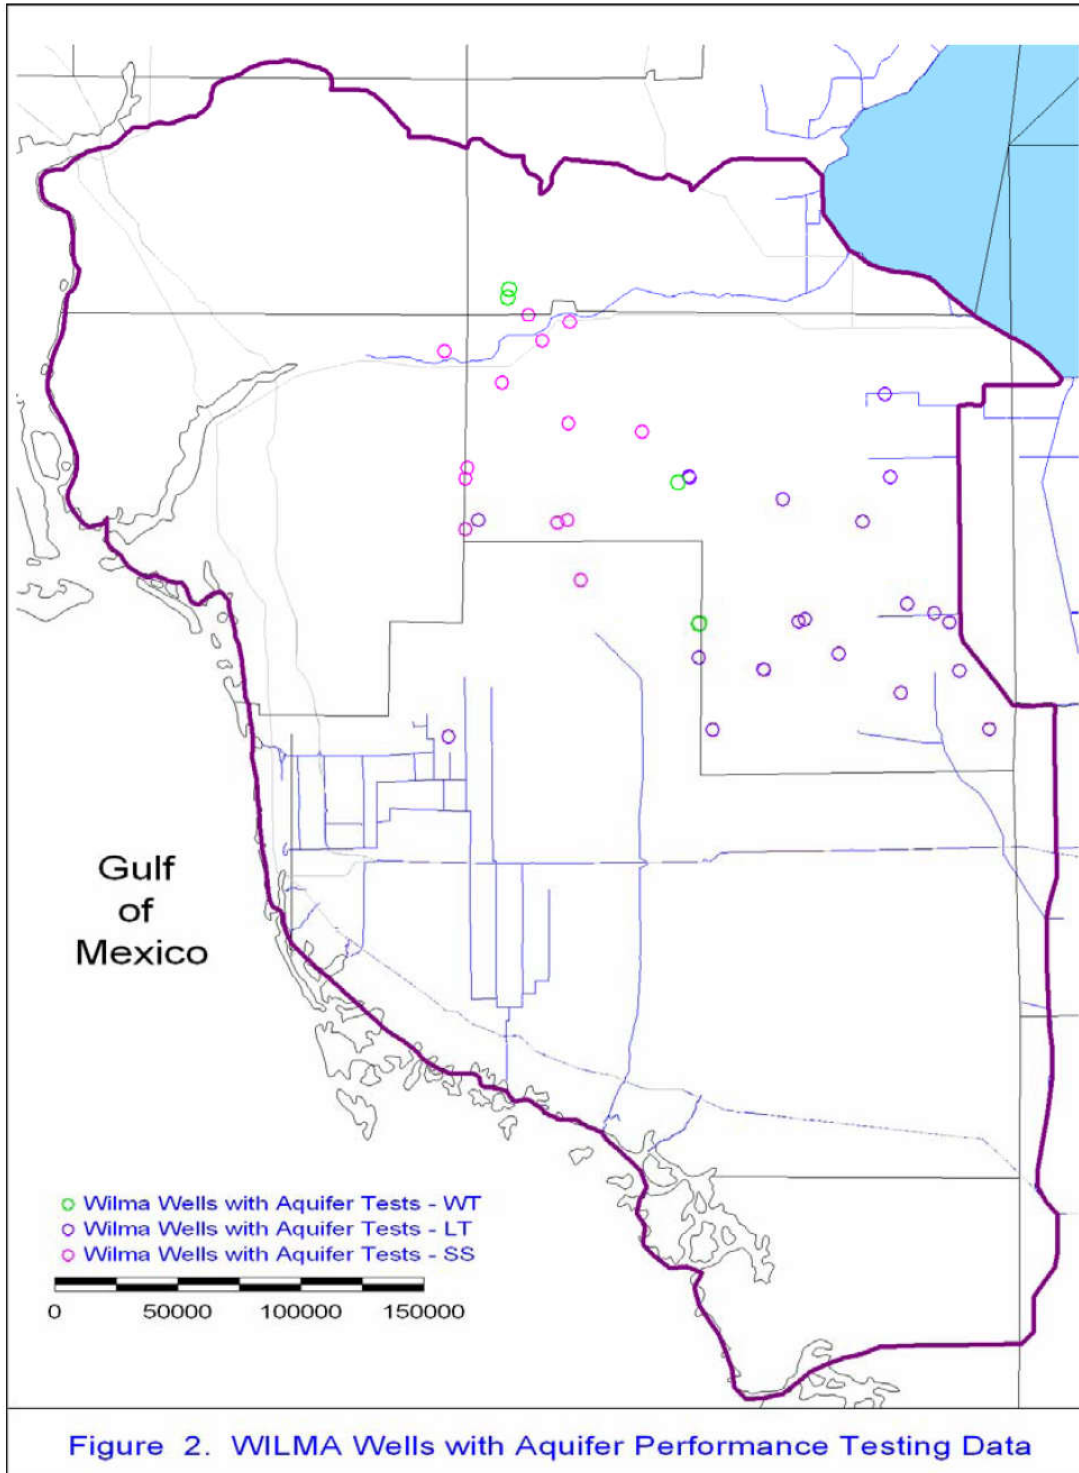 Gulf
of
Mexico
Wilma Wells with Aquifer Tests - WT
Wilma Wells with Aquifer Tests - LT
Wilma Wells with Aquifer Tests - SS
0 50000 100000 150000
Figure 2. WILMA Wells with Aquifer Performance Testing Data